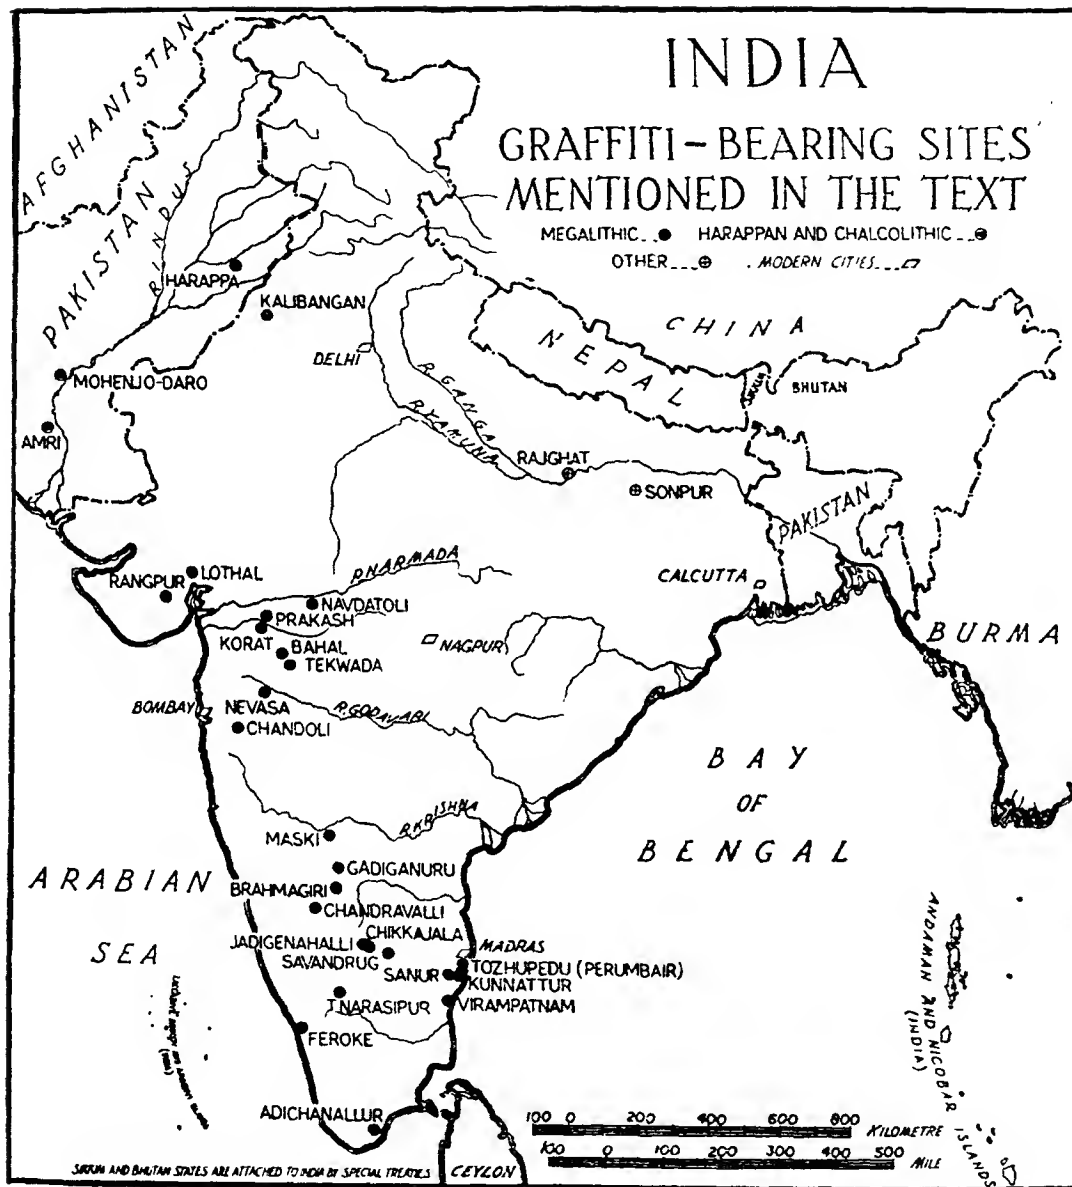 INDIA
GRAFFITI-BEARING SITES
MENTIONED IN THE TEXT
MEGALITHIC...● HARAPPAN AND CHALCOLITHIC...
OTHER...⊕ . MODERN CITIES...
AFGHANISTAN
PAKISTAN
R. INDUS
HARAPPA
KALIBANGAN
CHINA
NEPAL
DELHI
SIKKIM
BHUTAN
MOHENJO-DARO
R. GANGA
R. YAMUNA
AMRI
RAJGHAT
SONPUR
PAKISTAN
LOTHAL
RANGPUR
R. NARMADA
CALCUTTA
NAVDATOLI
PRAKASH
KORAT
BAHAL
NAGPUR
BURMA
TEKWADA
BOMBAY
NEVASA
R. GODAVARI
CHANDOLI
BAY
OF
BENGAL
MASKI
R. KRISHNA
GADIGANURU
ARABIAN
SEA
BRAHMAGIRI
CHANDRAVALLI
CHIKKAJALA
JADIGENAHALLI
MADRAS
SAVANDRUG
SANUR
TOZHUPEDU (PERUMBAIR)
KUNNATTUR
T.NARASIPUR
VIRAMPATNAM
FEROKE
ANDAMAN AND NICOBAR ISLANDS
(INDIA)
ADICHANALLUR
100 0 200 400 600 800 KILOMETRE
100 0 100 200 300 400 500 MILE
SIKKIM AND BHUTAN STATES ARE ATTACHED TO INDIA BY SPECIAL TREATIES
CEYLON